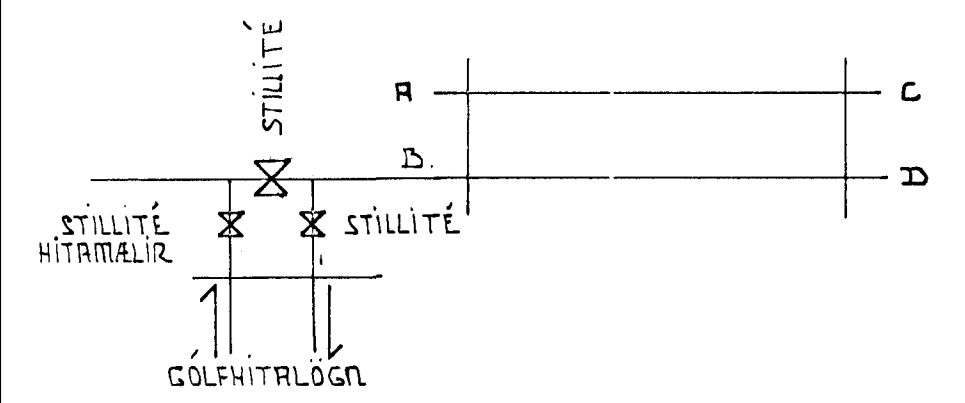 STILLITÉ
A
C
B.
D
STILLITÉ
HITAMÆLIR
STILLITÉ
GÓLFHITALÖGN